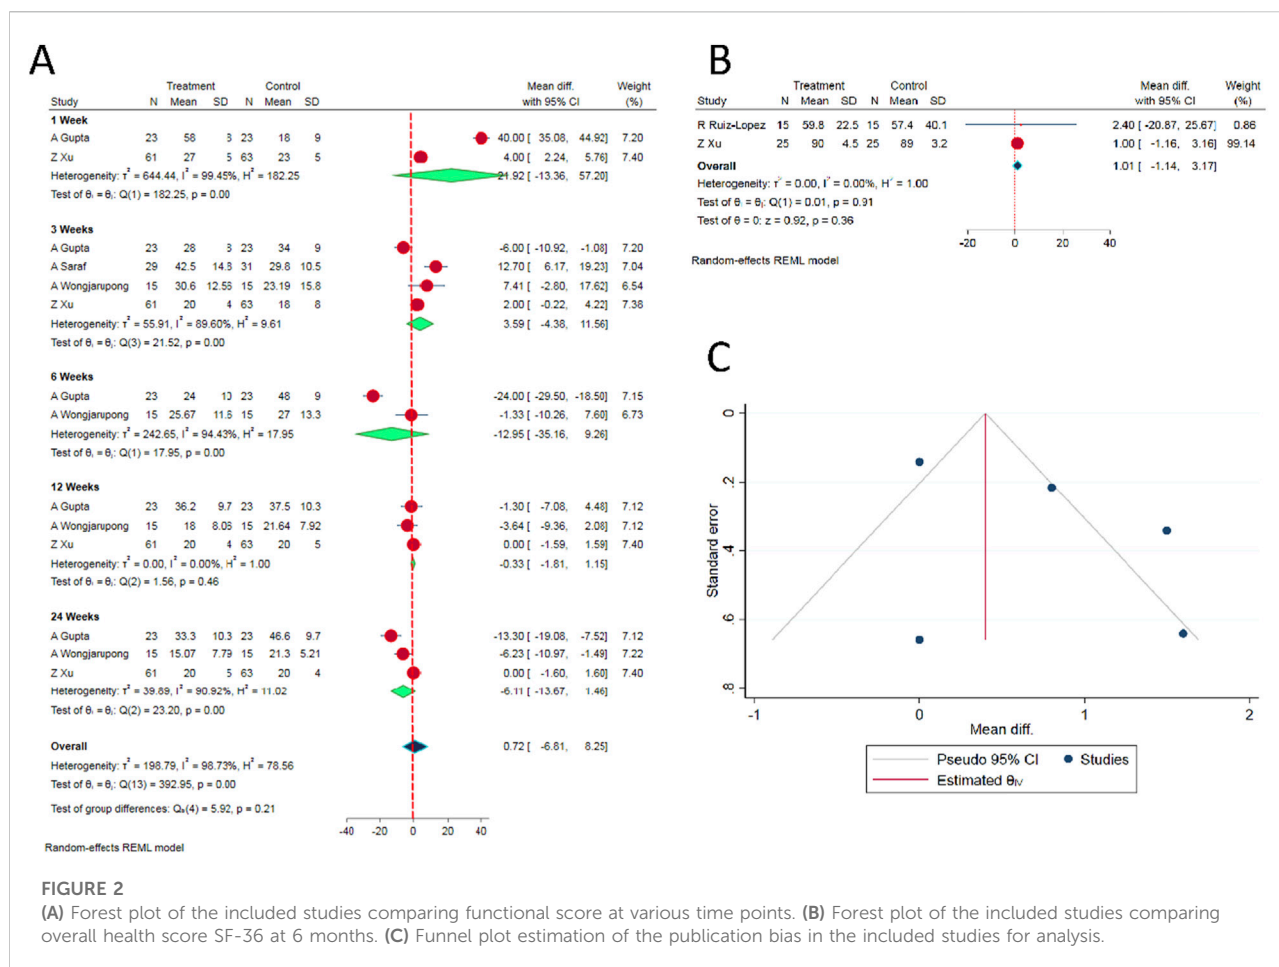 A
Treatment Control Mean diff. Weight
Study N Mean SD N Mean SD with 95% CI (%)
1 Week
A Gupta 23 58 8 23 18 9 40.00 [ 35.08, 44.92] 7.20
Z Xu 61 27 5 63 23 5 4.00 [ 2.24, 5.76] 7.40
Heterogeneity: τ² = 644.44, I² = 99.45%, H² = 182.25 21.92 [ -13.36, 57.20]
Test of θᵢ = θⱼ: Q(1) = 182.25, p = 0.00
3 Weeks
A Gupta 23 28 8 23 34 9 -6.00 [ -10.92, -1.08] 7.20
A Saraf 29 42.5 14.8 31 29.8 10.5 12.70 [ 6.17, 19.23] 7.04
A Wongjarupong 15 30.6 12.58 15 23.19 15.8 7.41 [ -2.80, 17.62] 6.54
Z Xu 61 20 4 63 18 8 2.00 [ -0.22, 4.22] 7.38
Heterogeneity: τ² = 55.91, I² = 89.60%, H² = 9.61 3.59 [ -4.38, 11.56]
Test of θᵢ = θⱼ: Q(3) = 21.52, p = 0.00
6 Weeks
A Gupta 23 24 10 23 48 9 -24.00 [ -29.50, -18.50] 7.15
A Wongjarupong 15 25.67 11.6 15 27 13.3 -1.33 [ -10.26, 7.60] 6.73
Heterogeneity: τ² = 242.65, I² = 94.43%, H² = 17.95 -12.95 [ -35.16, 9.26]
Test of θᵢ = θⱼ: Q(1) = 17.95, p = 0.00
12 Weeks
A Gupta 23 36.2 9.7 23 37.5 10.3 -1.30 [ -7.08, 4.48] 7.12
A Wongjarupong 15 18 8.08 15 21.64 7.92 -3.64 [ -9.36, 2.08] 7.12
Z Xu 61 20 4 63 20 5 0.00 [ -1.59, 1.59] 7.40
Heterogeneity: τ² = 0.00, I² = 0.00%, H² = 1.00 -0.33 [ -1.81, 1.15]
Test of θᵢ = θⱼ: Q(2) = 1.56, p = 0.46
24 Weeks
A Gupta 23 33.3 10.3 23 46.6 9.7 -13.30 [ -19.08, -7.52] 7.12
A Wongjarupong 15 15.07 7.79 15 21.3 5.21 -6.23 [ -10.97, -1.49] 7.22
Z Xu 61 20 5 63 20 4 0.00 [ -1.60, 1.60] 7.40
Heterogeneity: τ² = 39.89, I² = 90.92%, H² = 11.02 -6.11 [ -13.67, 1.46]
Test of θᵢ = θⱼ: Q(2) = 23.20, p = 0.00
Overall 0.72 [ -6.81, 8.25]
Heterogeneity: τ² = 198.79, I² = 98.73%, H² = 78.56
Test of θᵢ = θⱼ: Q(13) = 392.95, p = 0.00
Test of group differences: Qb(4) = 5.92, p = 0.21
-40 -20 0 20 40
Random-effects REML model
B
Treatment Control Mean diff. Weight
Study N Mean SD N Mean SD with 95% CI (%)
R Ruiz-Lopez 15 59.8 22.5 15 57.4 40.1 2.40 [ -20.87, 25.67] 0.86
Z Xu 25 90 4.5 25 89 3.2 1.00 [ -1.16, 3.16] 99.14
Overall 1.01 [ -1.14, 3.17]
Heterogeneity: τ² = 0.00, I² = 0.00%, H² = 1.00
Test of θᵢ = θⱼ: Q(1) = 0.01, p = 0.91
Test of θ = 0: z = 0.92, p = 0.36
-20 0 20 40
Random-effects REML model
C
Standard error
0
.2
.4
.6
.8
-1 0 1 2
Mean diff.
Pseudo 95% CI Studies
Estimated θIV
FIGURE 2
(A) Forest plot of the included studies comparing functional score at various time points. (B) Forest plot of the included studies comparing
overall health score SF-36 at 6 months. (C) Funnel plot estimation of the publication bias in the included studies for analysis.